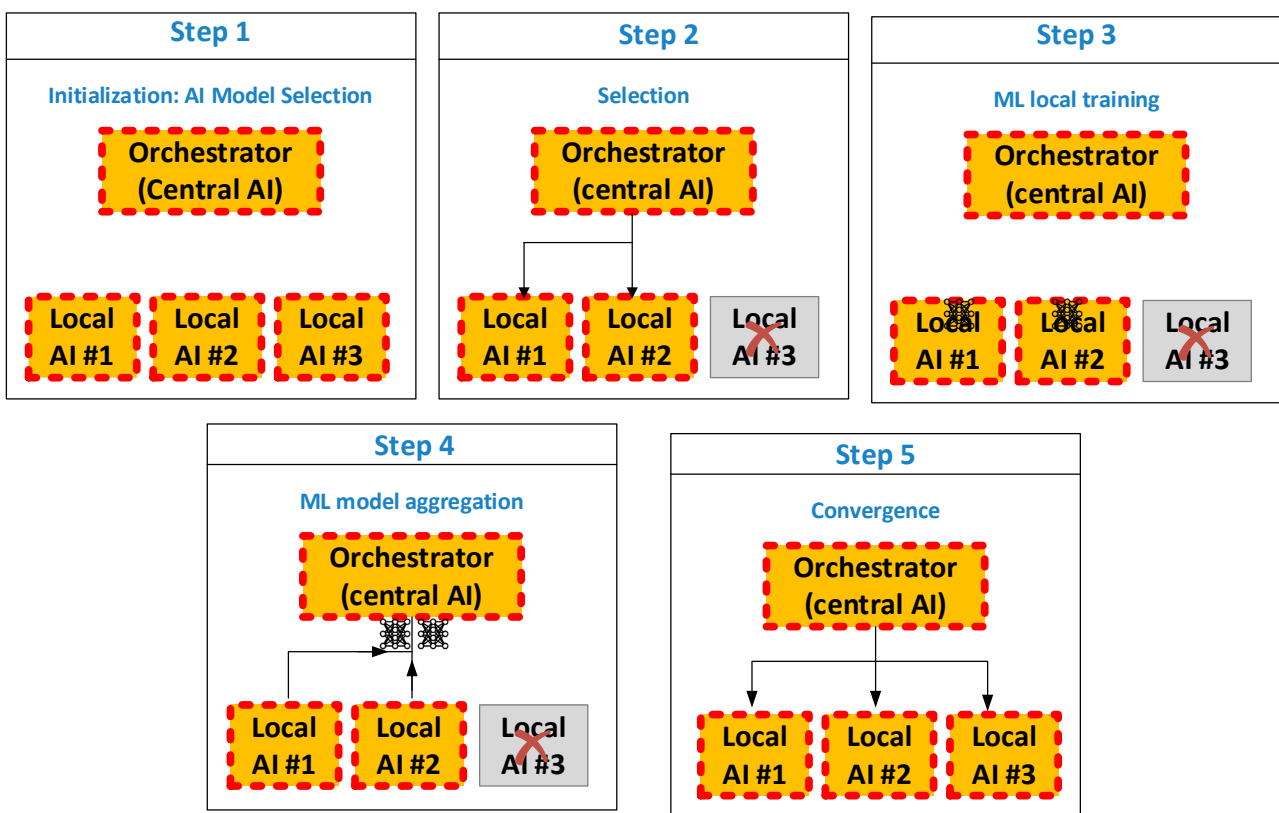 Step 1
Initialization: AI Model Selection
Orchestrator
(Central AI)
Local
AI #1
Local
AI #2
Local
AI #3
Step 2
Selection
Orchestrator
(central AI)
Local
AI #1
Local
AI #2
Local
AI #3
Step 3
ML local training
Orchestrator
(central AI)
Local
AI #1
Local
AI #2
Local
AI #3
Step 4
ML model aggregation
Orchestrator
(central AI)
Local
AI #1
Local
AI #2
Local
AI #3
Step 5
Convergence
Orchestrator
(central AI)
Local
AI #1
Local
AI #2
Local
AI #3